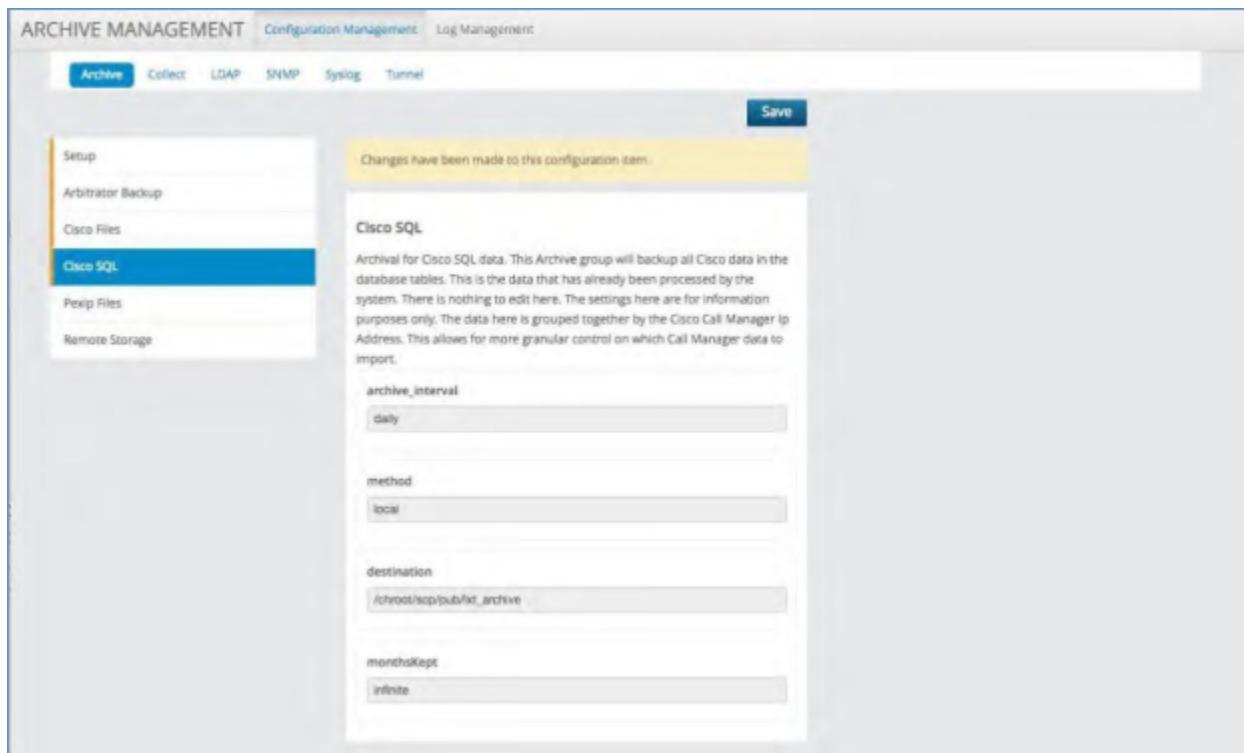 ARCHIVE MANAGEMENT Configuration Management Log Management
Archive Collect LDAP SNMP Syslog Tunnel
Save
Setup
Arbitrator Backup
Cisco Files
Cisco SQL
Pexip Files
Remote Storage
Changes have been made to this configuration item.
Cisco SQL
Archival for Cisco SQL data. This Archive group will backup all Cisco data in the
database tables. This is the data that has already been processed by the
system. There is nothing to edit here. The settings here are for information
purposes only. The data here is grouped together by the Cisco Call Manager Ip
Address. This allows for more granular control on which Call Manager data to
import.
archive_interval
daily
method
local
destination
monthsKept
infinite